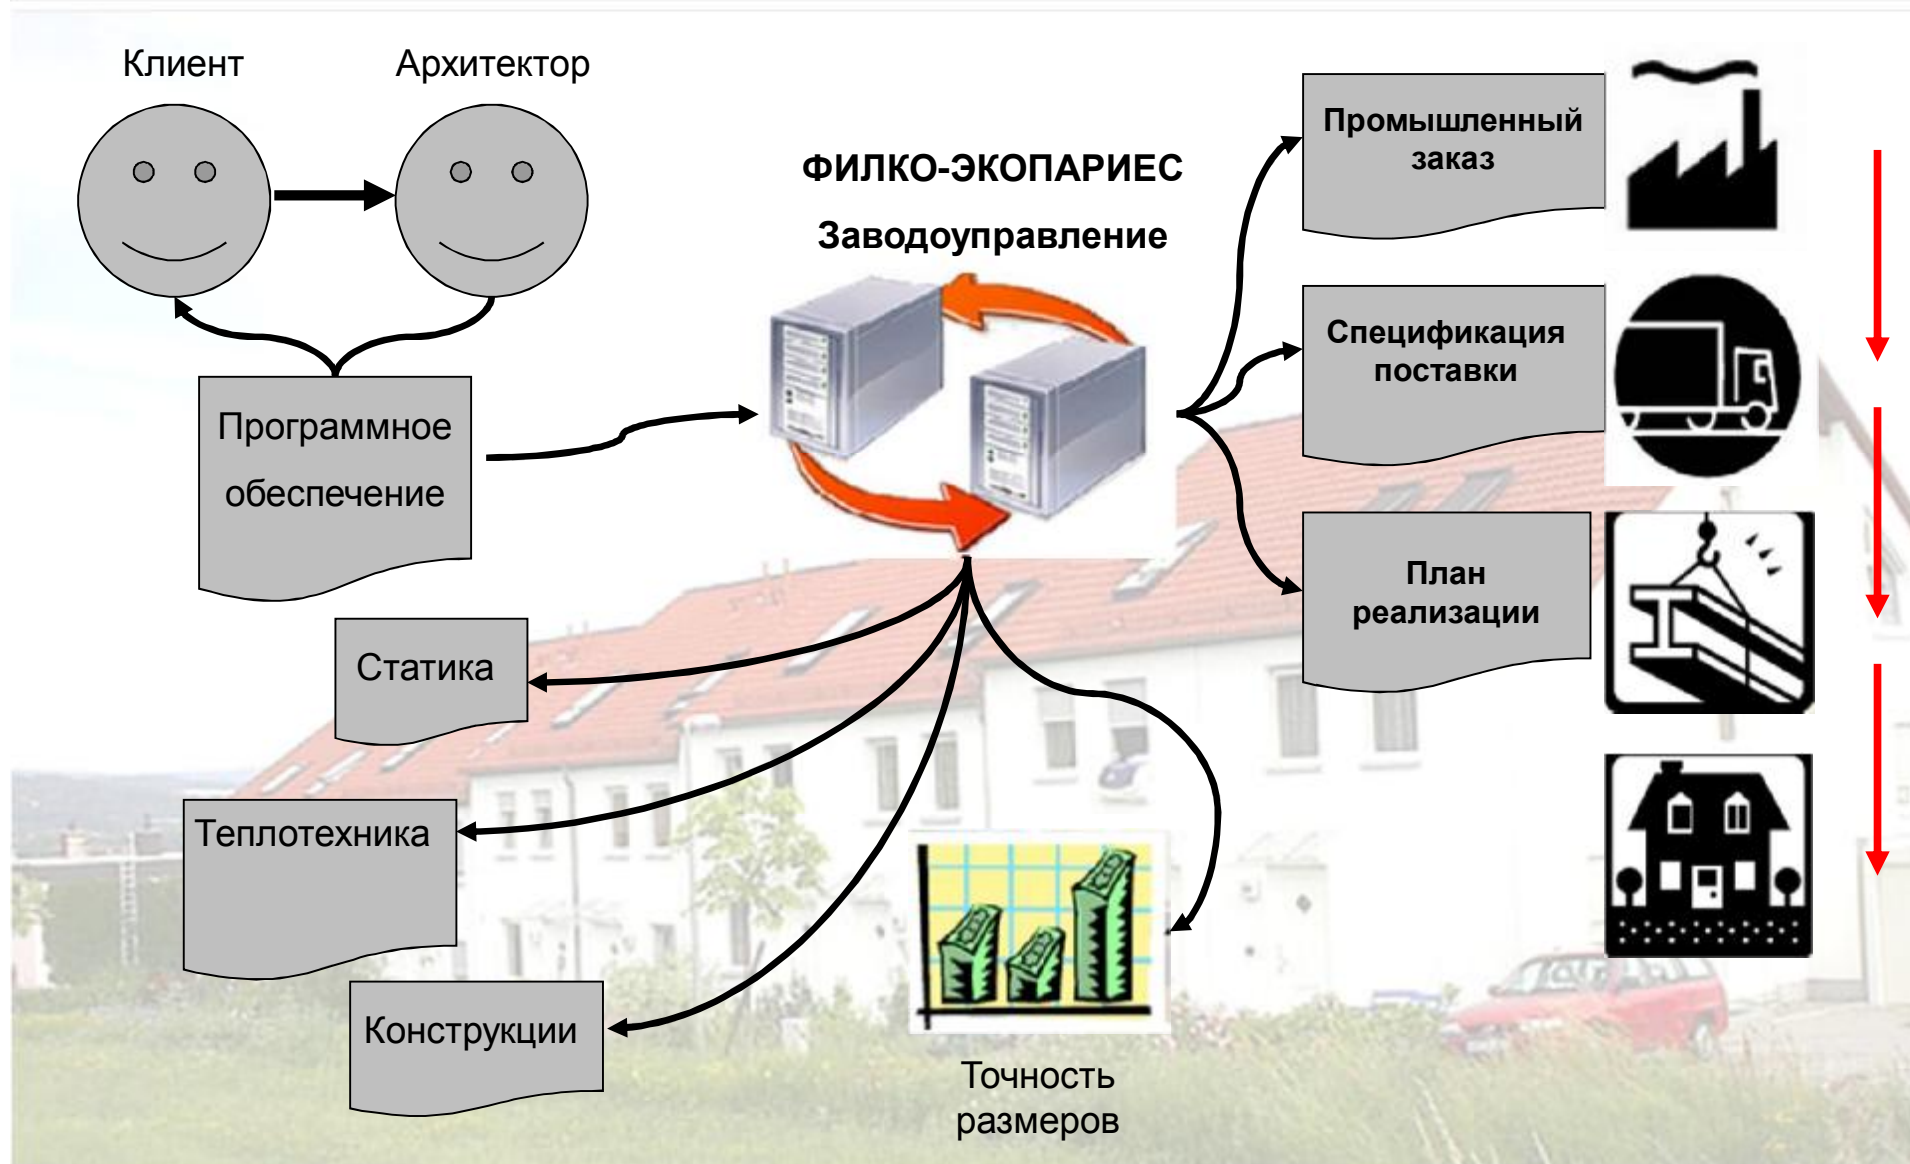 Клиент
Архитектор
ФИЛКО-ЭКОПАРИЕС
Заводоуправление
Программное
обеспечение
Промышленный
заказ
Спецификация
поставки
План
реализации
Статика
Теплотехника
Конструкции
Точность
размеров